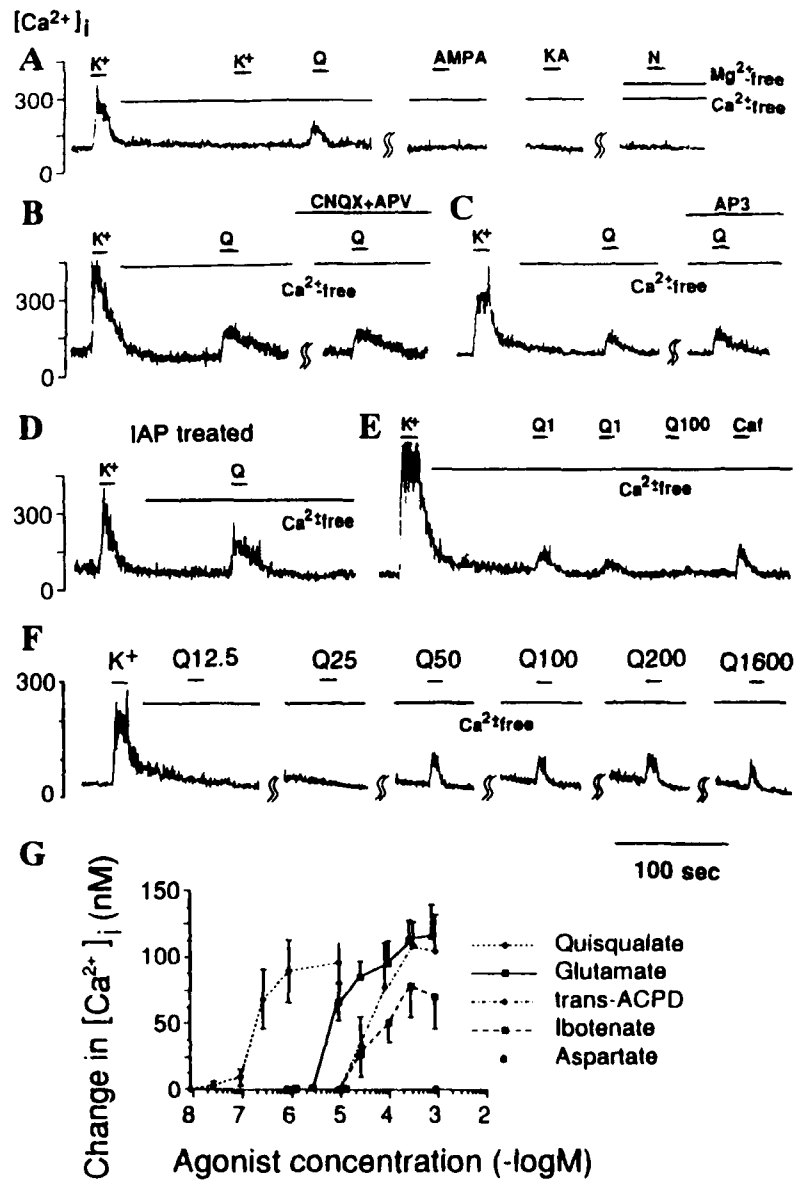 [Ca²⁺]i
A
K+ K+ Q AMPA KA N
Mg²⁺-free
Ca²⁺-free
300
0
B
CNQX+APV
K+ Q Q
Ca²⁺-free
300
0
C
AP3
K+ Q Q
Ca²⁺-free
D
IAP treated
K+ Q
Ca²⁺-free
300
0
E
K+ Q1 Q1 Q100 Caf
Ca²⁺-free
F
K+ Q12.5 Q25 Q50 Q100 Q200 Q1600
300
Ca²⁺-free
0
100 sec
G
Change in [Ca²⁺]i (nM)
150
100
50
0
8 7 6 5 4 3 2
Agonist concentration (-logM)
Quisqualate
Glutamate
trans-ACPD
Ibotenate
Aspartate